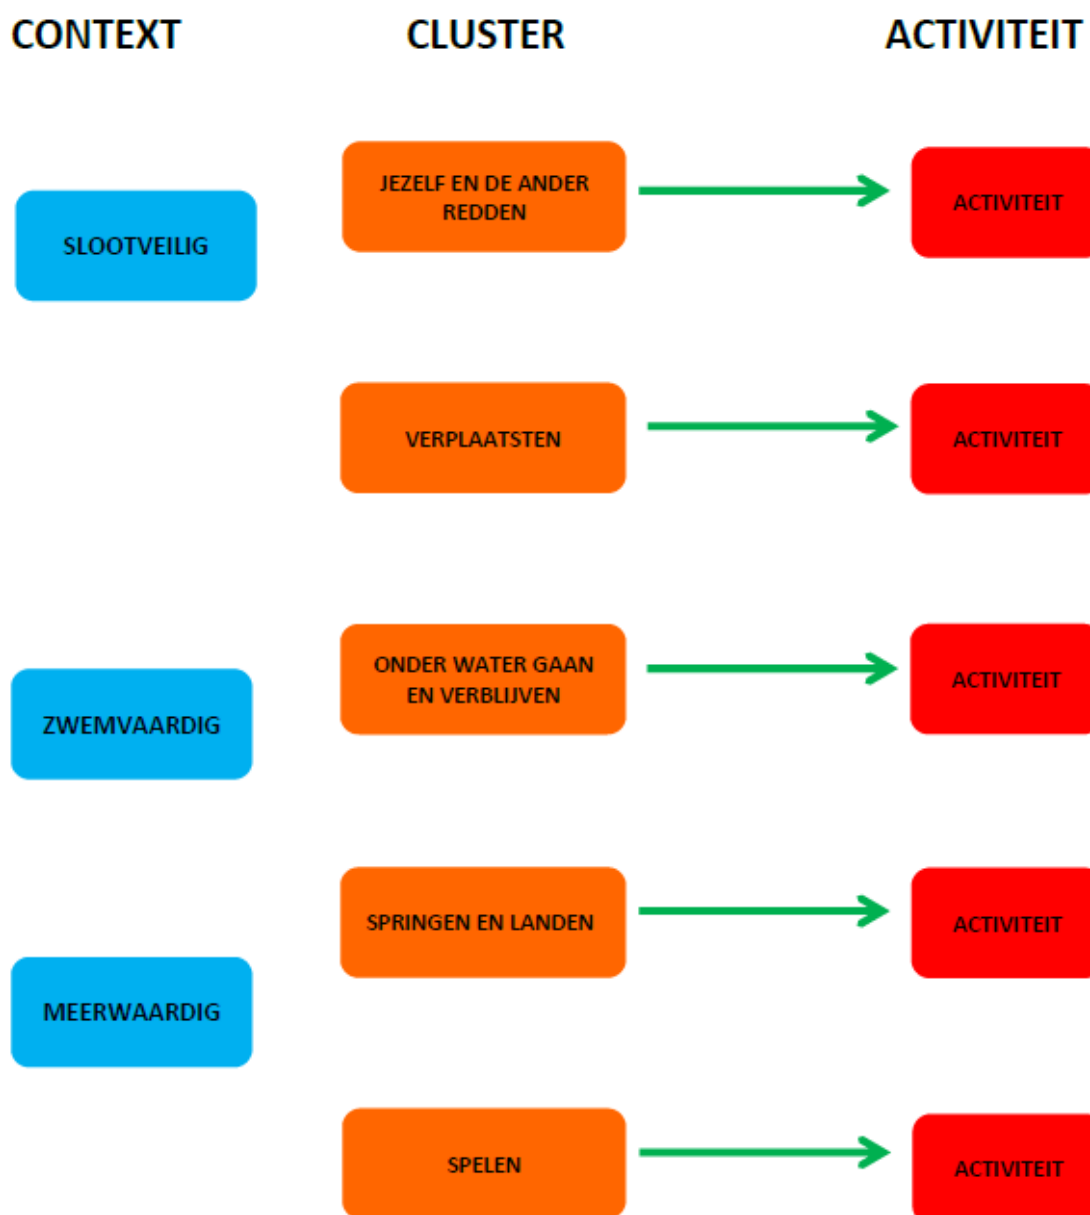 CONTEXT
CLUSTER
ACTIVITEIT
JEZELF EN DE ANDER
REDDEN
ACTIVITEIT
SLOOTVEILIG
VERPLAATSTEN
ACTIVITEIT
ONDER WATER GAAN
EN VERBLIJVEN
ACTIVITEIT
ZWEMVAARDIG
SPRINGEN EN LANDEN
ACTIVITEIT
MEERWAARDIG
SPELEN
ACTIVITEIT